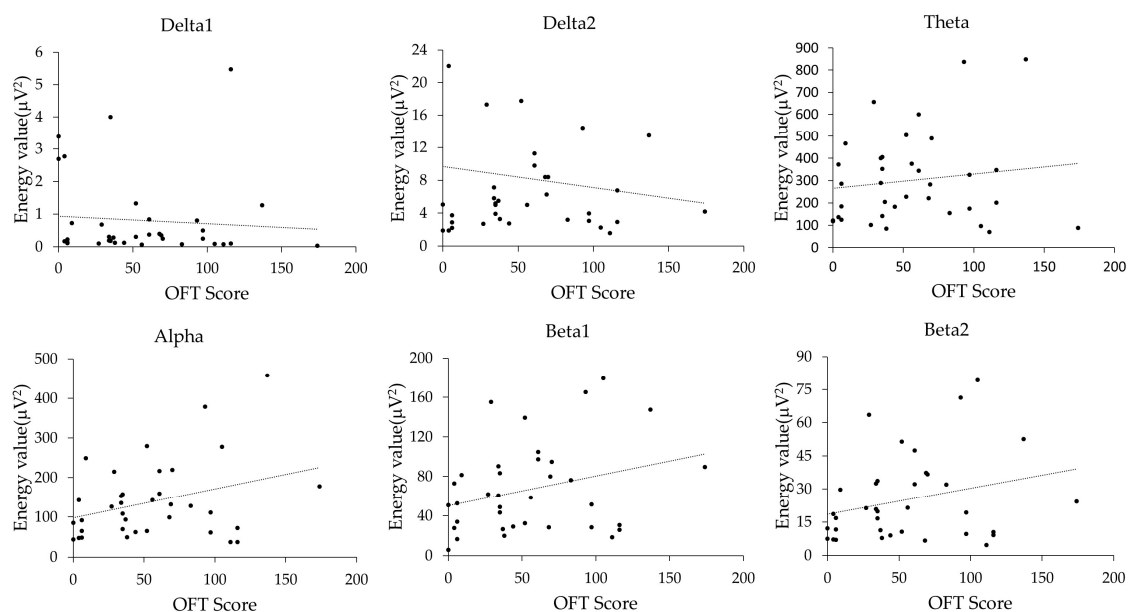 Delta1
Energy value(μV²)
6
5
4
3
2
1
0
0 50 100 150 200
OFT Score
Delta2
Energy value(μV²)
24
20
16
12
8
4
0
0 50 100 150 200
OFT Score
Theta
Energy value(μV²)
900
800
700
600
500
400
300
200
100
0
0 50 100 150 200
OFT Score
Alpha
Energy value(μV²)
500
400
300
200
100
0
0 50 100 150 200
OFT Score
Beta1
Energy value(μV²)
200
160
120
80
40
0
0 50 100 150 200
OFT Score
Beta2
Energy value(μV²)
90
75
60
45
30
15
0
0 50 100 150 200
OFT Score